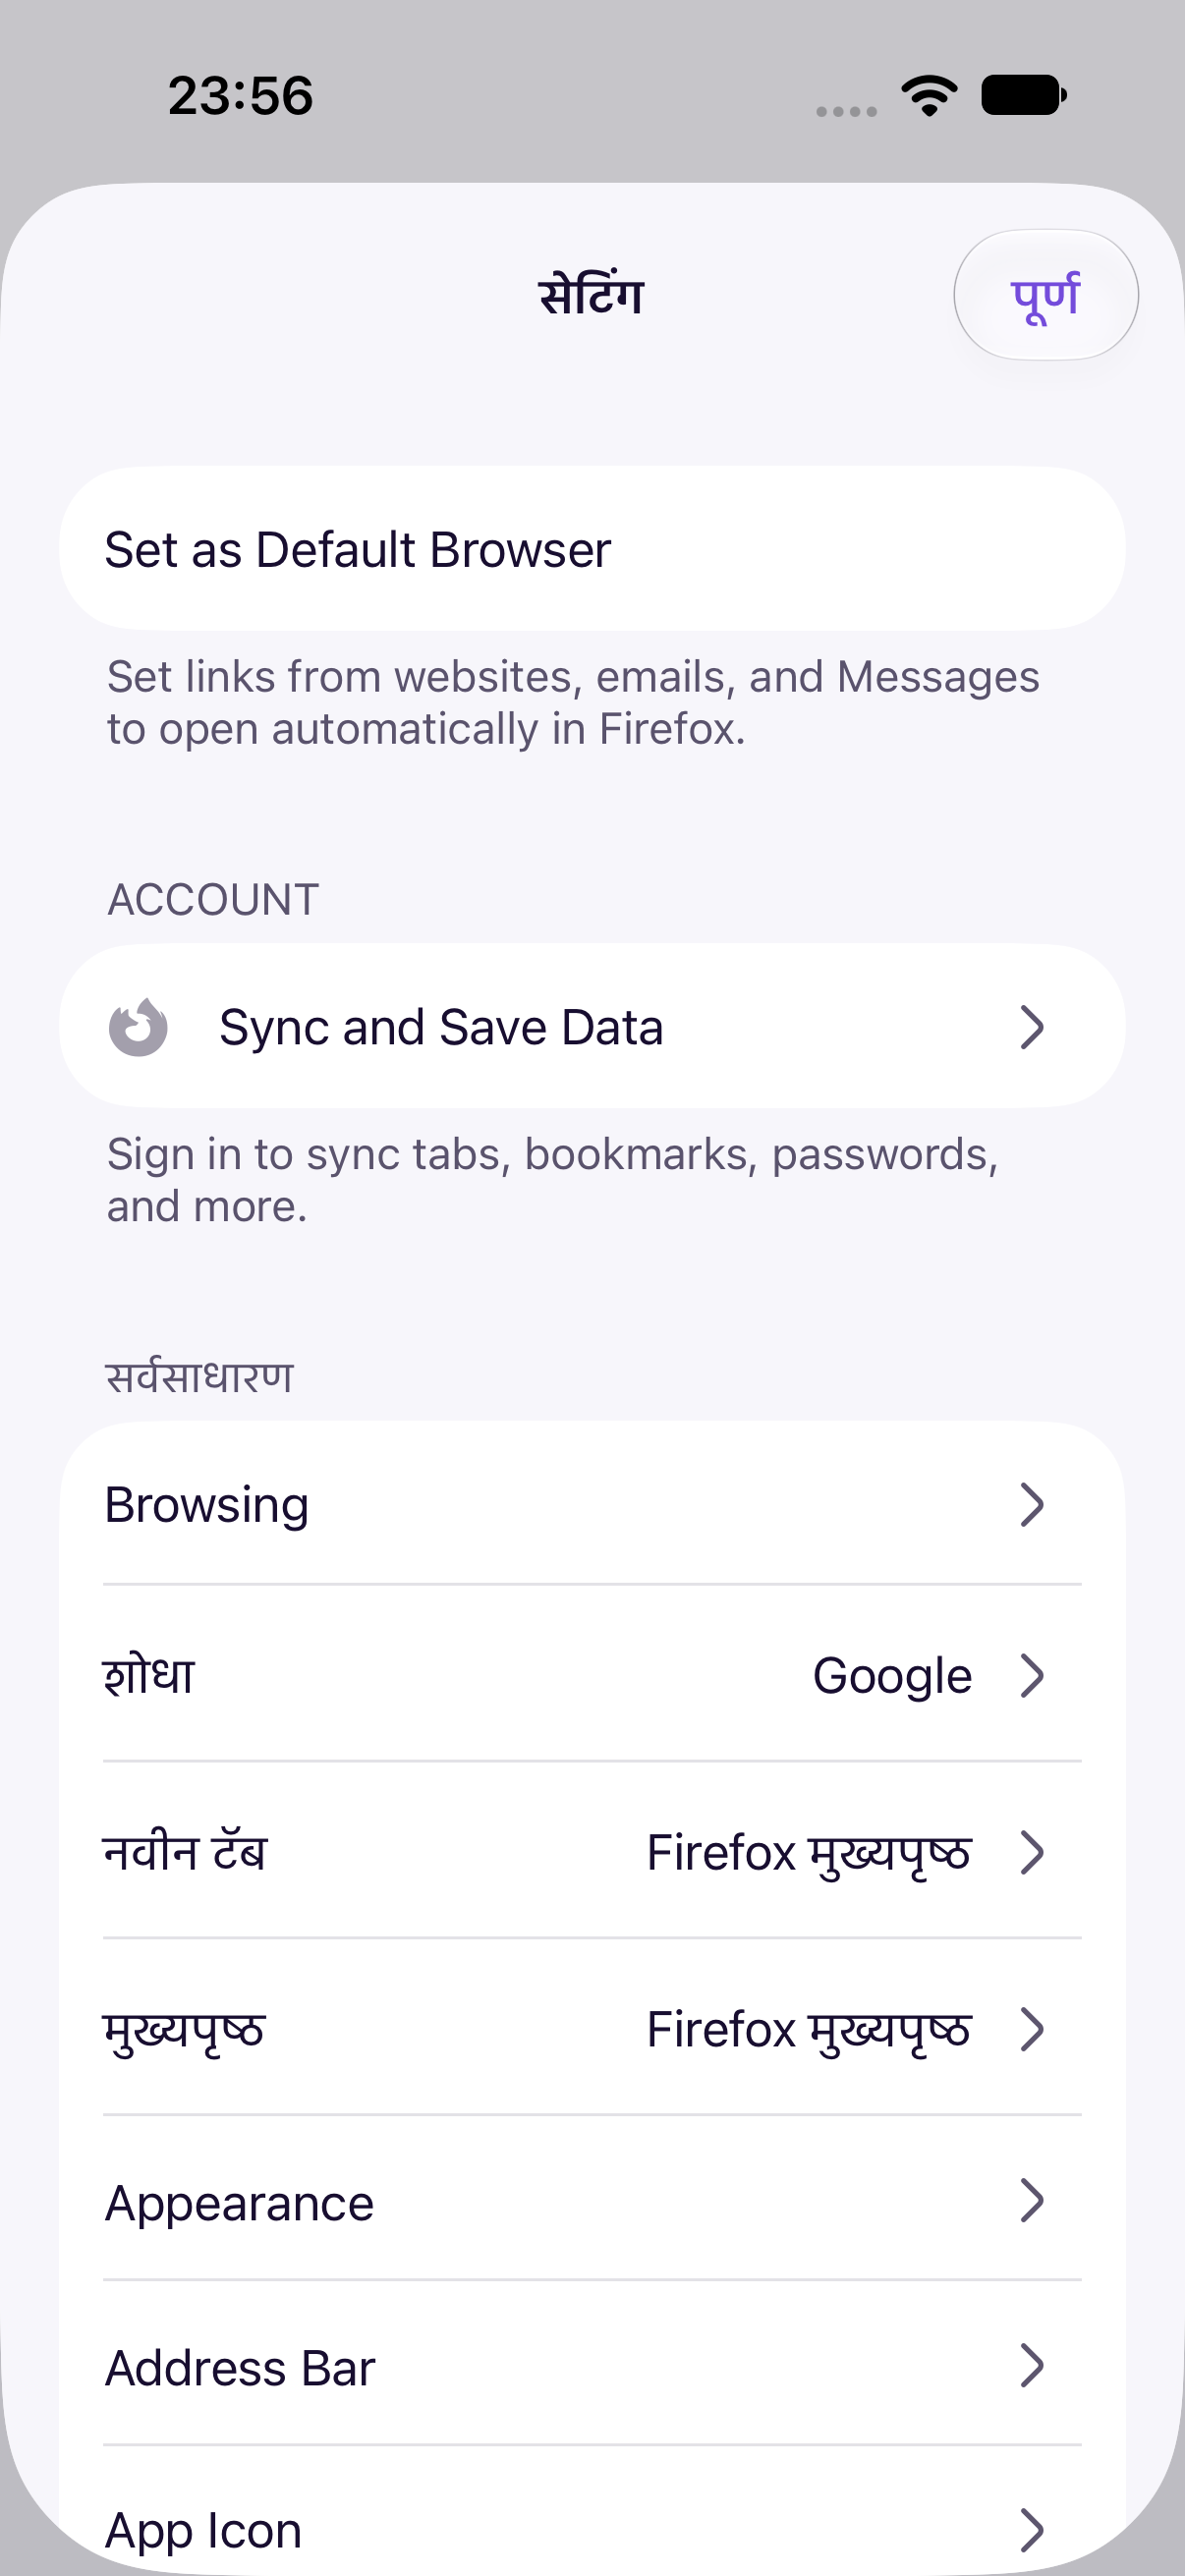 23:56
सेटिंग
पूर्ण
Set as Default Browser
Set links from websites, emails, and Messages
to open automatically in Firefox.
ACCOUNT
Sync and Save Data
Sign in to sync tabs, bookmarks, passwords,
and more.
सर्वसाधारण
Browsing
शोधा Google
नवीन टॅब Firefox मुख्यपृष्ठ
मुख्यपृष्ठ Firefox मुख्यपृष्ठ
Appearance
Address Bar
App Icon